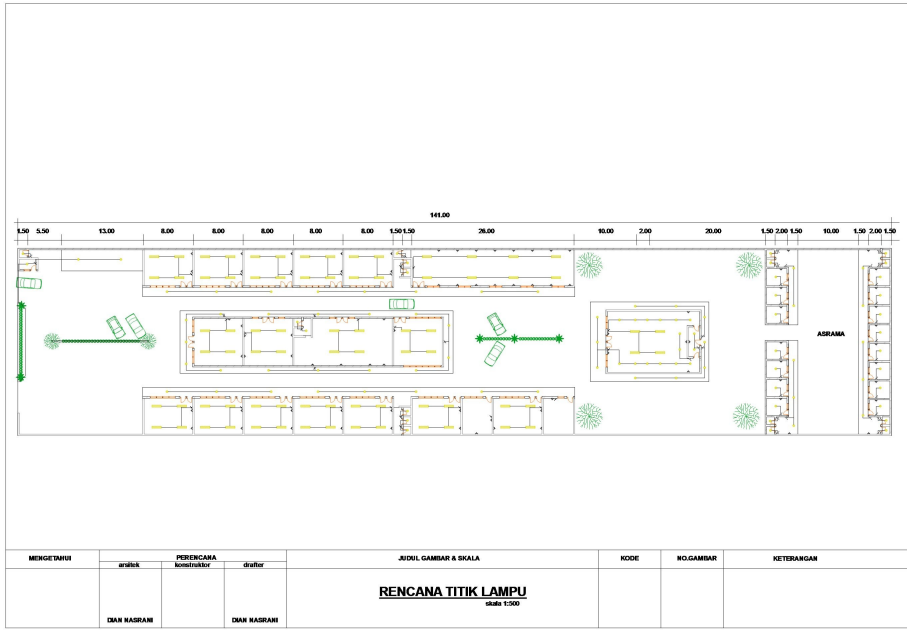 141.00
1.50 5.50 13.00 8.00 8.00 8.00 8.00 8.00 1.50 1.50 26.00 10.00 2.00 20.00 1.50 2.00 1.50 10.00 1.50 2.00 1.50
ASRAMA
MENGETAHUI PERENCANA JUDUL GAMBAR & SKALA KODE NO.GAMBAR KETERANGAN
arsitek konstruktor drafter
RENCANA TITIK LAMPU
skala 1:500
DIAN NASRANI DIAN NASRANI